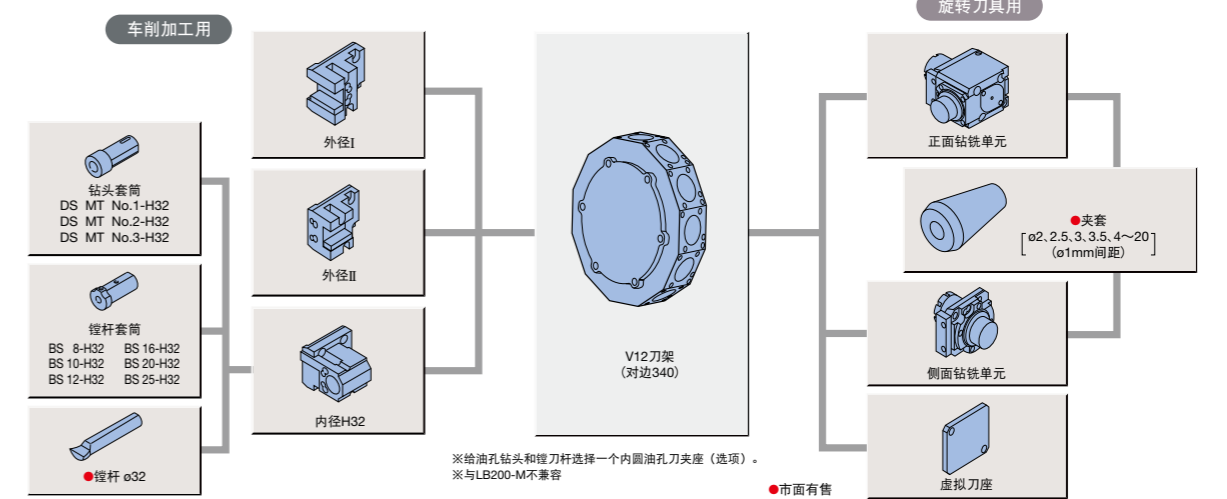 车削加工用
旋转刀具用
外径I
钻头套筒
DS MT No.1-H32
DS MT No.2-H32
DS MT No.3-H32
外径II
镗杆套筒
BS 8-H32 BS 16-H32
BS 10-H32 BS 20-H32
BS 12-H32 BS 25-H32
内径H32
●镗杆 ø32
V12刀架
（对边340）
※给油孔钻头和镗刀杆选择一个内圆油孔刀夹座（选项）。
※与LB200-M不兼容
正面钻铣单元
●夹套
[ø2、2.5、3、3.5、4～20]
（ø1mm间距）
侧面钻铣单元
虚拟刀座
●市面有售